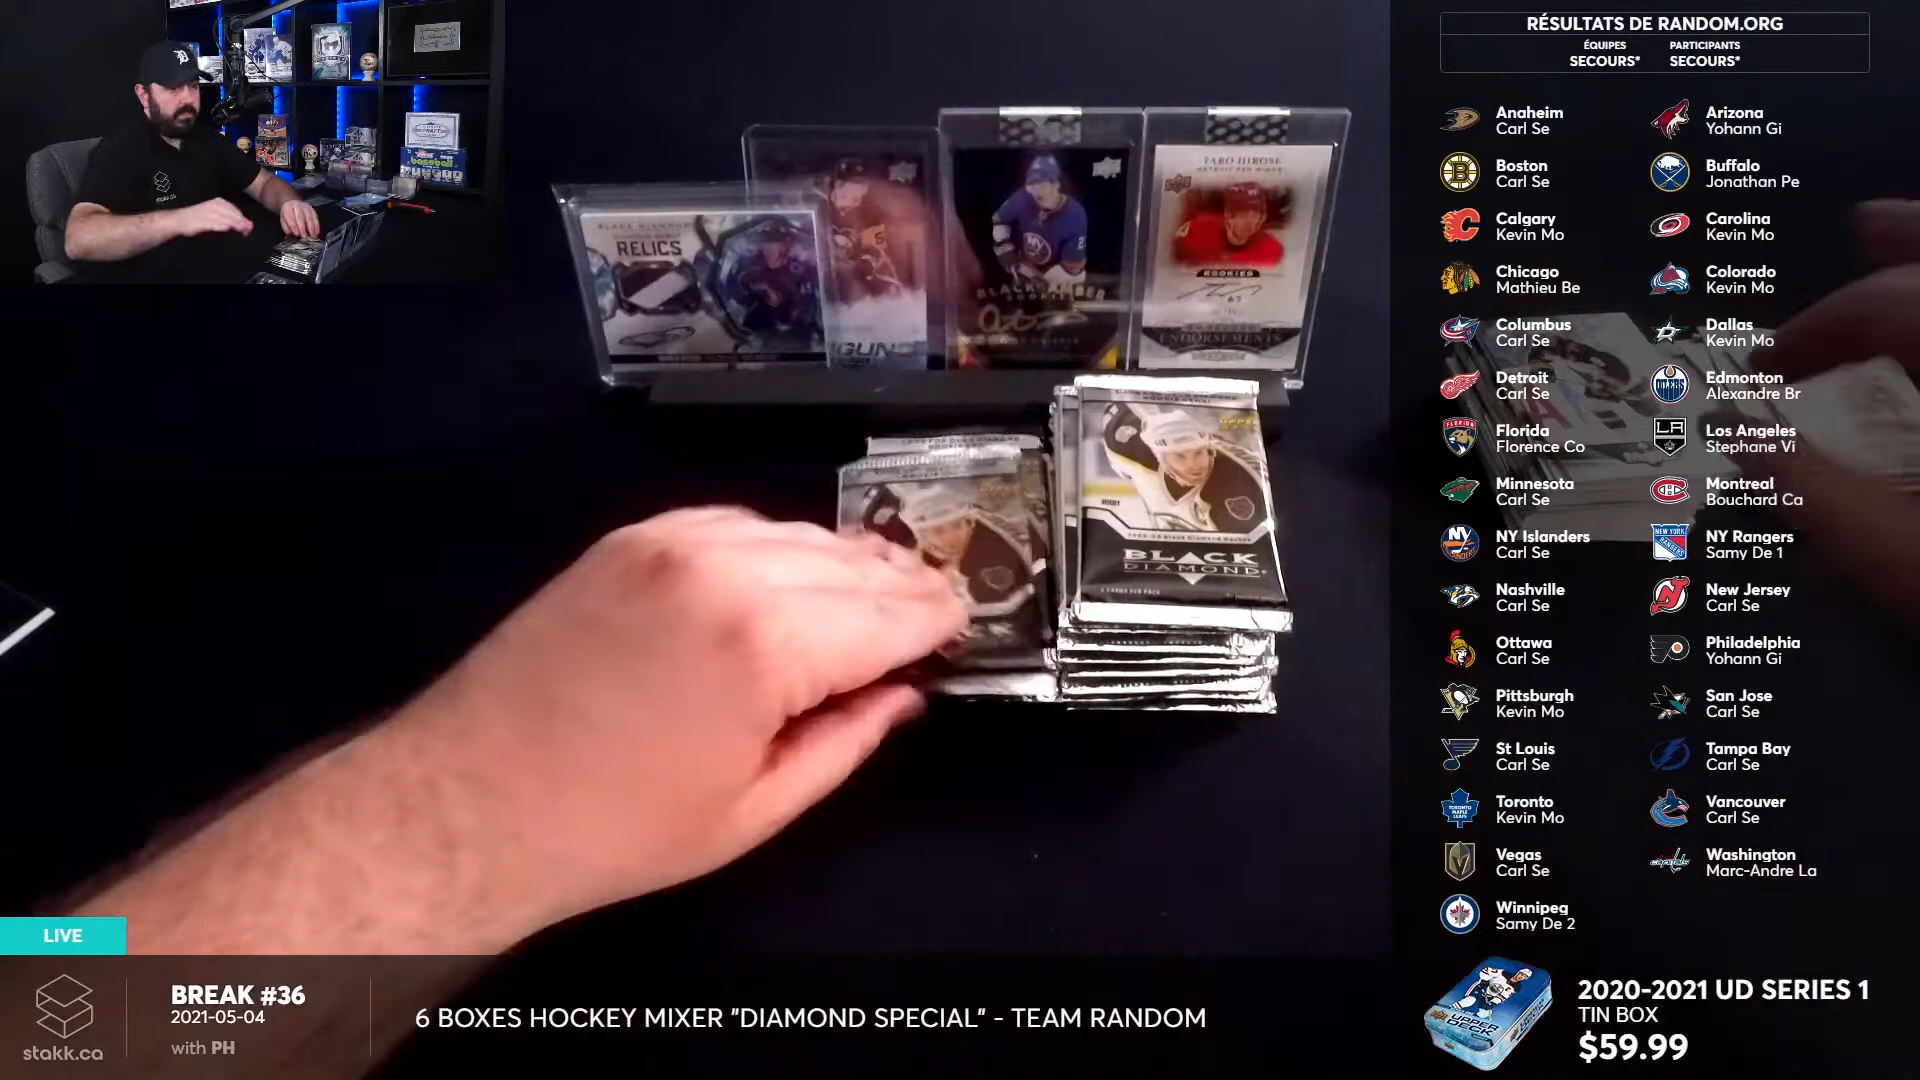 RÉSULTATS DE RANDOM.ORG
ÉQUIPES
SECOURS*
PARTICIPANTS
SECOURS*
Anaheim
Carl Se
Arizona
Yohann Gi
Boston
Carl Se
Buffalo
Jonathan Pe
Calgary
Kevin Mo
Carolina
Kevin Mo
Chicago
Mathieu Be
Colorado
Kevin Mo
Columbus
Carl Se
Dallas
Kevin Mo
Detroit
Carl Se
Edmonton
Alexandre Br
Florida
Florence Co
Los Angeles
Stephane Vi
Minnesota
Carl Se
Montreal
Bouchard Ca
NY Islanders
Carl Se
NY Rangers
Samy De 1
Nashville
Carl Se
New Jersey
Carl Se
Ottawa
Carl Se
Philadelphia
Yohann Gi
Pittsburgh
Kevin Mo
San Jose
Carl Se
St Louis
Carl Se
Tampa Bay
Carl Se
Toronto
Kevin Mo
Vancouver
Carl Se
Vegas
Carl Se
Washington
Marc-Andre La
Winnipeg
Samy De 2
RELICS
TARO HIROSE
ROOKIES
ENDORSEMENTS
BLACK
DIAMOND
LIVE
stakk.ca
BREAK #36
2021-05-04
with PH
6 BOXES HOCKEY MIXER "DIAMOND SPECIAL" - TEAM RANDOM
UPPER DECK
2020-2021 UD SERIES 1
TIN BOX
$59.99